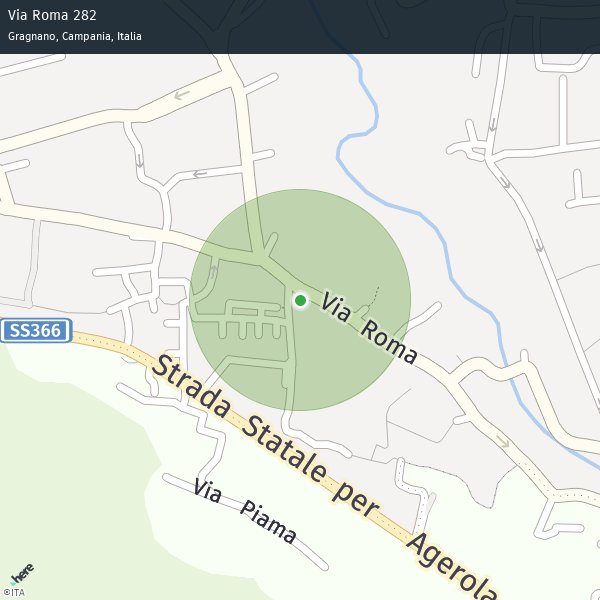 Via Roma 282
Gragnano, Campania, Italia
Via Roma
SS366
Strada Statale per Agerola
Via Piama
here
©ITA